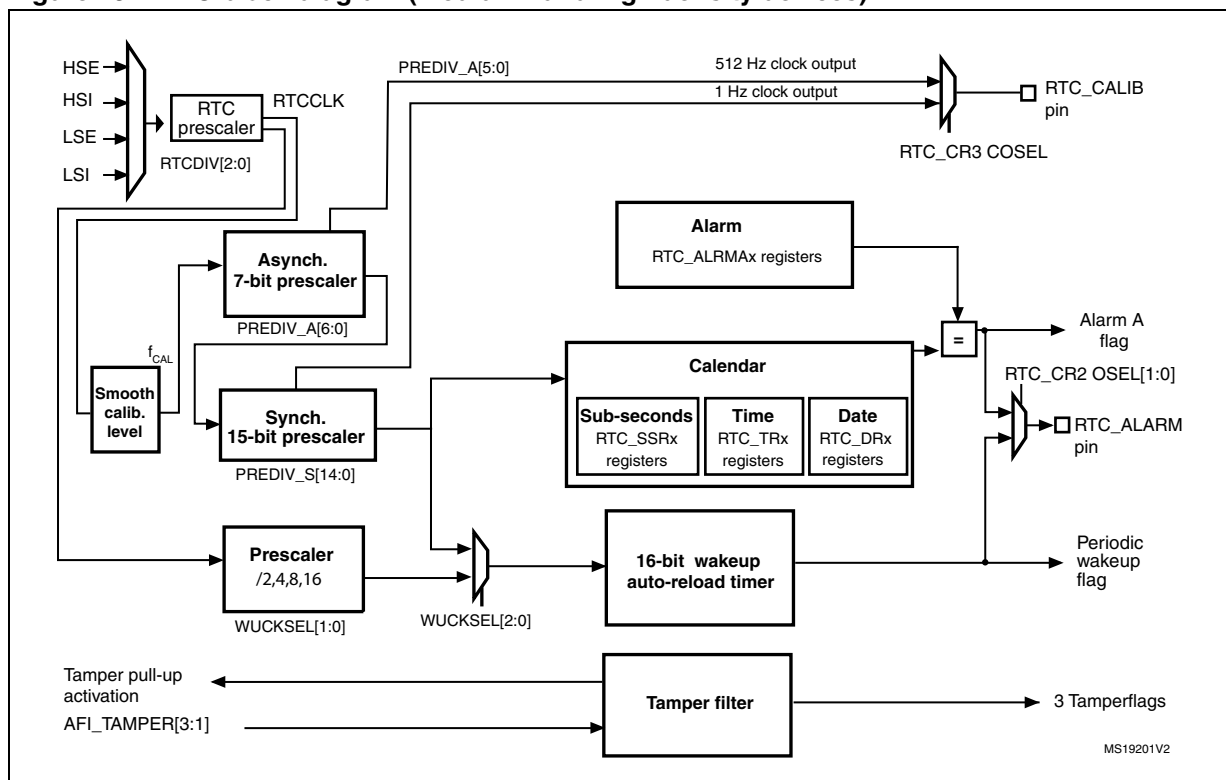 HSE
HSI
LSE
LSI
RTC
prescaler
RTCCLK
RTCDIV[2:0]
PREDIV_A[5:0]
512 Hz clock output
1 Hz clock output
RTC_CALIB
pin
RTC_CR3 COSEL
Asynch.
7-bit prescaler
PREDIV_A[6:0]
Alarm
RTC_ALRMAx registers
=
Alarm A
flag
fCAL
Smooth
calib.
level
Synch.
15-bit prescaler
PREDIV_S[14:0]
Calendar
Sub-seconds
RTC_SSRx
registers
Time
RTC_TRx
registers
Date
RTC_DRx
registers
RTC_CR2 OSEL[1:0]
RTC_ALARM
pin
Prescaler
/2,4,8,16
WUCKSEL[1:0]
WUCKSEL[2:0]
16-bit wakeup
auto-reload timer
Periodic
wakeup
flag
Tamper pull-up
activation
AFI_TAMPER[3:1]
Tamper filter
3 Tamperflags
MS19201V2